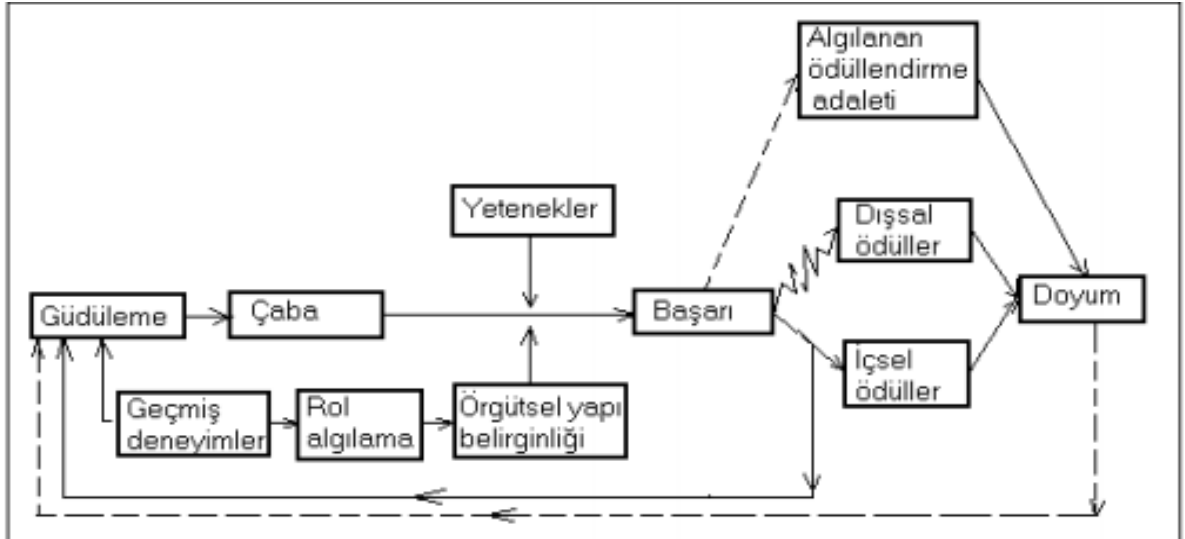 Algılanan
ödüllendirme
adaleti
Yetenekler
Dışsal
ödüller
Güdüleme
Çaba
Başarı
Doyum
İçsel
ödüller
Geçmiş
deneyimler
Rol
algılama
Örgütsel yapı
belirginliği